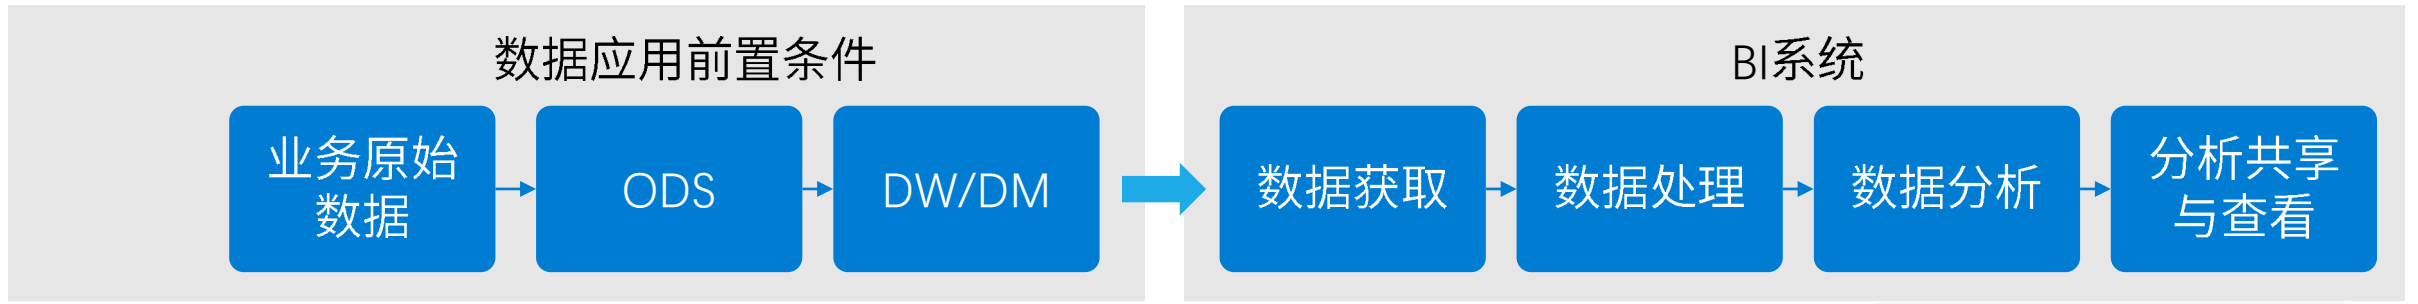 数据应用前置条件
业务原始
数据
ODS
DW/DM
BI系统
数据获取
数据处理
数据分析
分析共享
与查看